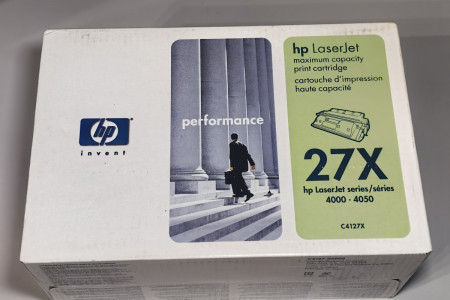 hp
invent
performance
hp LaserJet
maximum capacity
print cartridge
cartouche d'impression
haute capacité
27X
hp LaserJet series/séries
4000 · 4050
C4127X